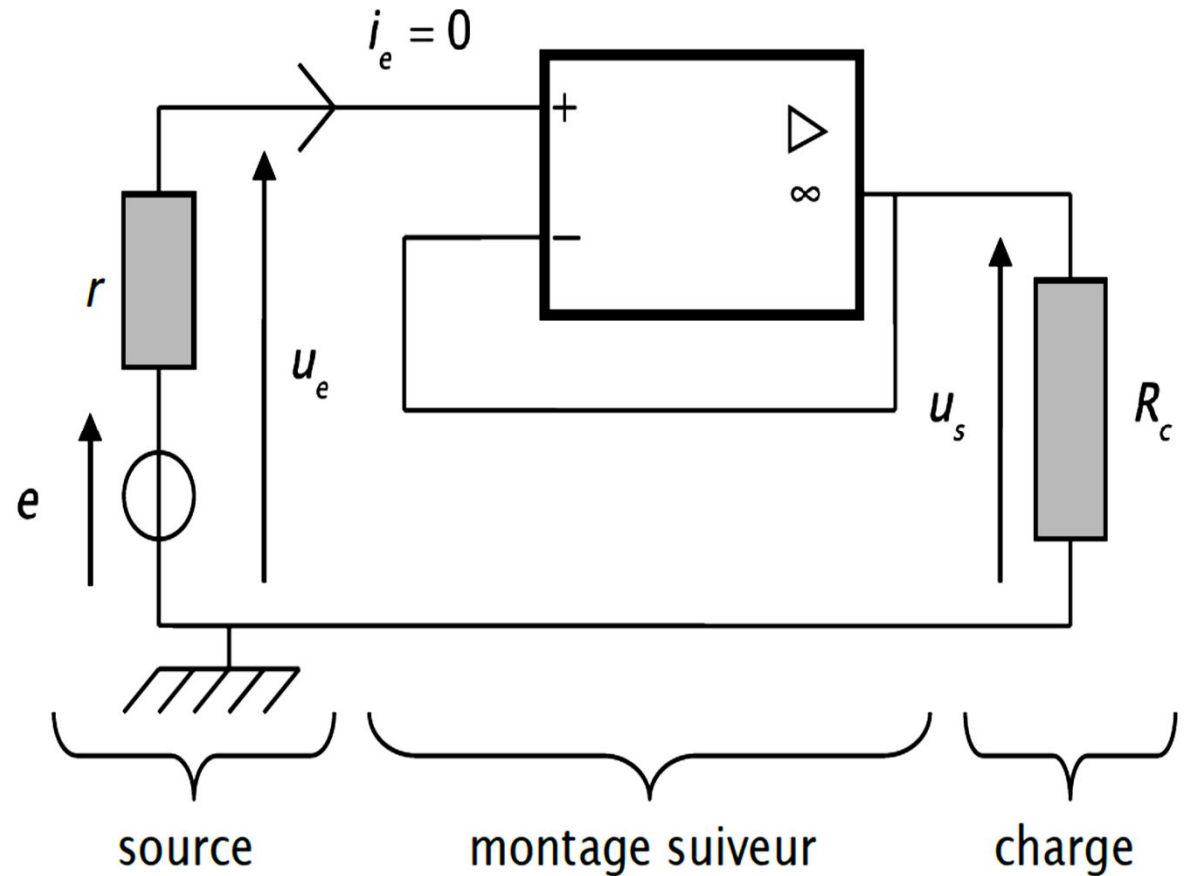 i_e = 0
+
∞
−
r
u_e
e
u_s
R_c
source
montage suiveur
charge